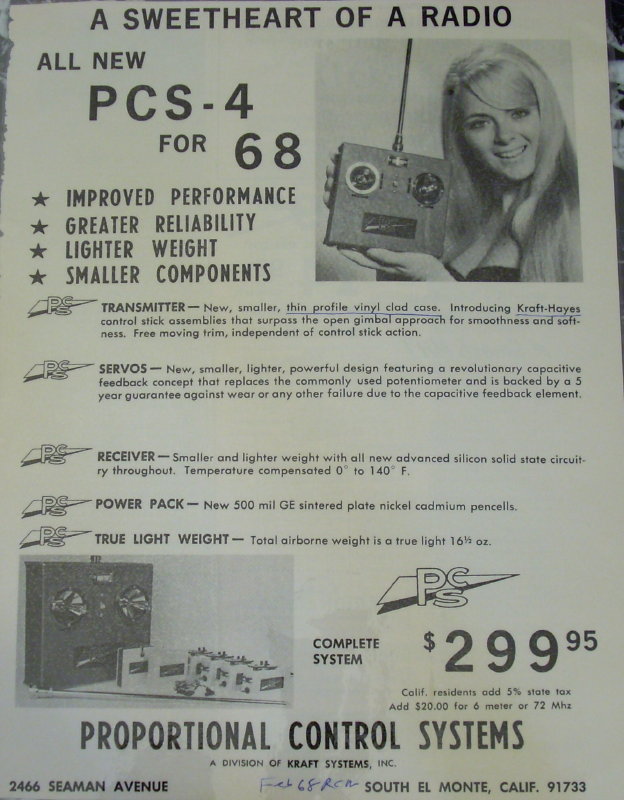 A SWEETHEART OF A RADIO
ALL NEW
PCS-4
FOR 68
★ IMPROVED PERFORMANCE
★ GREATER RELIABILITY
★ LIGHTER WEIGHT
★ SMALLER COMPONENTS
PCS
TRANSMITTER — New, smaller, thin profile vinyl clad case. Introducing Kraft-Hayes
control stick assemblies that surpass the open gimbal approach for smoothness and soft-
ness. Free moving trim, independent of control stick action.
PCS
SERVOS — New, smaller, lighter, powerful design featuring a revolutionary capacitive
feedback concept that replaces the commonly used potentiometer and is backed by a 5
year guarantee against wear or any other failure due to the capacitive feedback element.
PCS
RECEIVER — Smaller and lighter weight with all new advanced silicon solid state circuit-
ry throughout. Temperature compensated 0° to 140° F.
PCS
POWER PACK — New 500 mil GE sintered plate nickel cadmium pencells.
PCS
TRUE LIGHT WEIGHT — Total airborne weight is a true light 16½ oz.
PCS
COMPLETE
SYSTEM
$299.95
Calif. residents add 5% state tax
Add $20.00 for 6 meter or 72 Mhz
PROPORTIONAL CONTROL SYSTEMS
A DIVISION OF KRAFT SYSTEMS, INC.
2466 SEAMAN AVENUE Feb 68 RCM SOUTH EL MONTE, CALIF. 91733